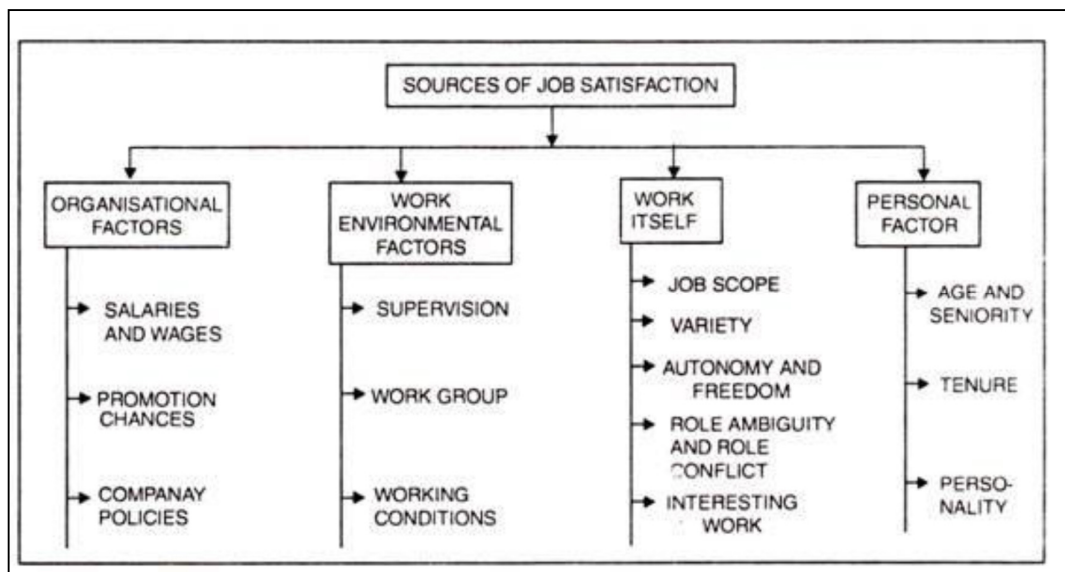 SOURCES OF JOB SATISFACTION
ORGANISATIONAL
FACTORS
SALARIES
AND WAGES
PROMOTION
CHANCES
COMPANAY
POLICIES
WORK
ENVIRONMENTAL
FACTORS
SUPERVISION
WORK GROUP
WORKING
CONDITIONS
WORK
ITSELF
JOB SCOPE
VARIETY
AUTONOMY AND
FREEDOM
ROLE AMBIGUITY
AND ROLE
CONFLICT
INTERESTING
WORK
PERSONAL
FACTOR
AGE AND
SENIORITY
TENURE
PERSO-
NALITY